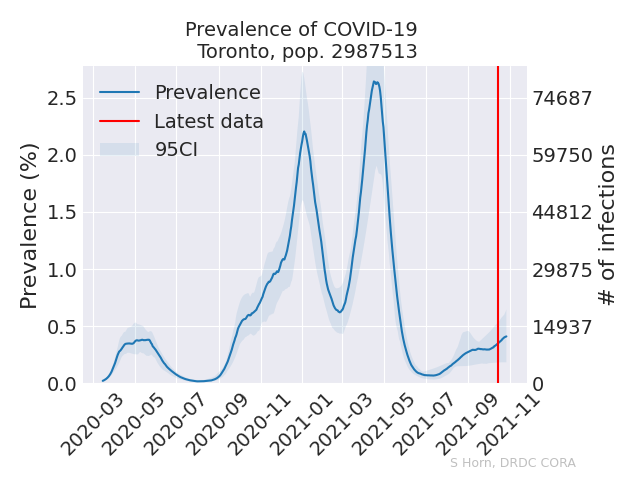 Prevalence of COVID-19
Toronto, pop. 2987513
Prevalence
Latest data
95CI
Prevalence (%)
2.5
2.0
1.5
1.0
0.5
0.0
74687
59750
44812
29875
14937
0
# of infections
2020-03
2020-05
2020-07
2020-09
2020-11
2021-01
2021-03
2021-05
2021-07
2021-09
2021-11
S Horn, DRDC CORA